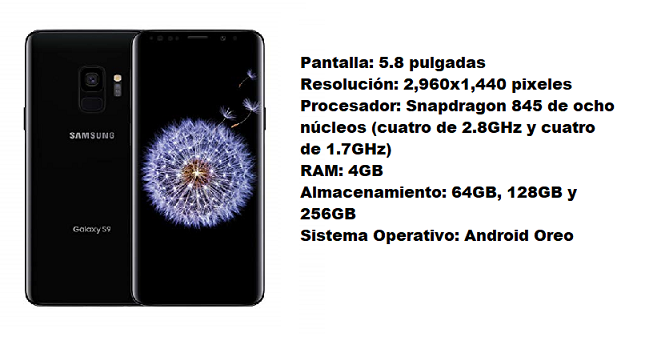 SAMSUNG
Galaxy S9
Pantalla: 5.8 pulgadas
Resolución: 2,960x1,440 pixeles
Procesador: Snapdragon 845 de ocho
núcleos (cuatro de 2.8GHz y cuatro
de 1.7GHz)
RAM: 4GB
Almacenamiento: 64GB, 128GB y
256GB
Sistema Operativo: Android Oreo